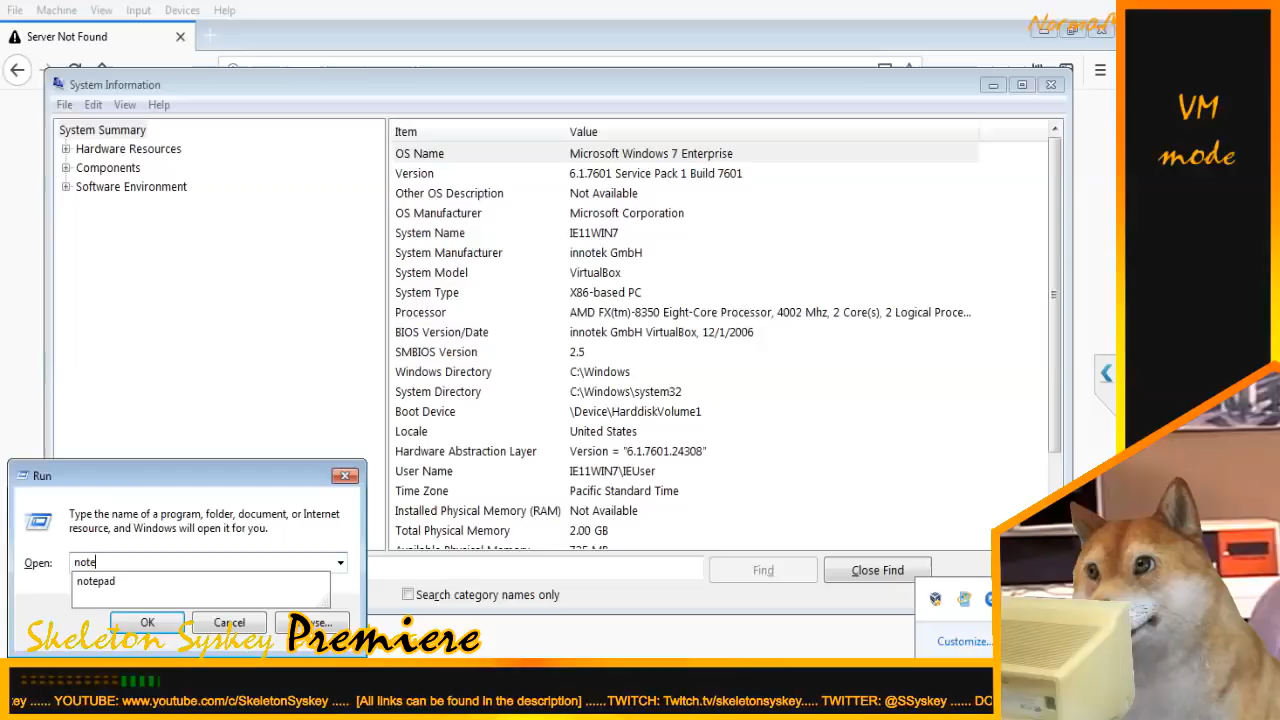 File Machine View Input Devices Help
Server Not Found
System Information
File Edit View Help
System Summary
Hardware Resources
Components
Software Environment
Item Value
OS Name Microsoft Windows 7 Enterprise
Version 6.1.7601 Service Pack 1 Build 7601
Other OS Description Not Available
OS Manufacturer Microsoft Corporation
System Name IE11WIN7
System Manufacturer innotek GmbH
System Model VirtualBox
System Type X86-based PC
Processor AMD FX(tm)-8350 Eight-Core Processor, 4002 Mhz, 2 Core(s), 2 Logical Proce...
BIOS Version/Date innotek GmbH VirtualBox, 12/1/2006
SMBIOS Version 2.5
Windows Directory C:\Windows
System Directory C:\Windows\system32
Boot Device \Device\HarddiskVolume1
Locale United States
Hardware Abstraction Layer Version = "6.1.7601.24308"
User Name IE11WIN7\IEUser
Time Zone Pacific Standard Time
Installed Physical Memory (RAM) Not Available
Total Physical Memory 2.00 GB
Find Close Find
Search category names only
Customize...
Run
Type the name of a program, folder, document, or Internet
resource, and Windows will open it for you.
Open: note
notepad
OK Cancel
Skeleton Syskey Premiere
VM
mode
ey ...... YOUTUBE: www.youtube.com/c/SkeletonSyskey ..... [All links can be found in the description] ......TWITCH: Twitch.tv/skeletonsyskey..... TWITTER: @SSyskey ...... DO